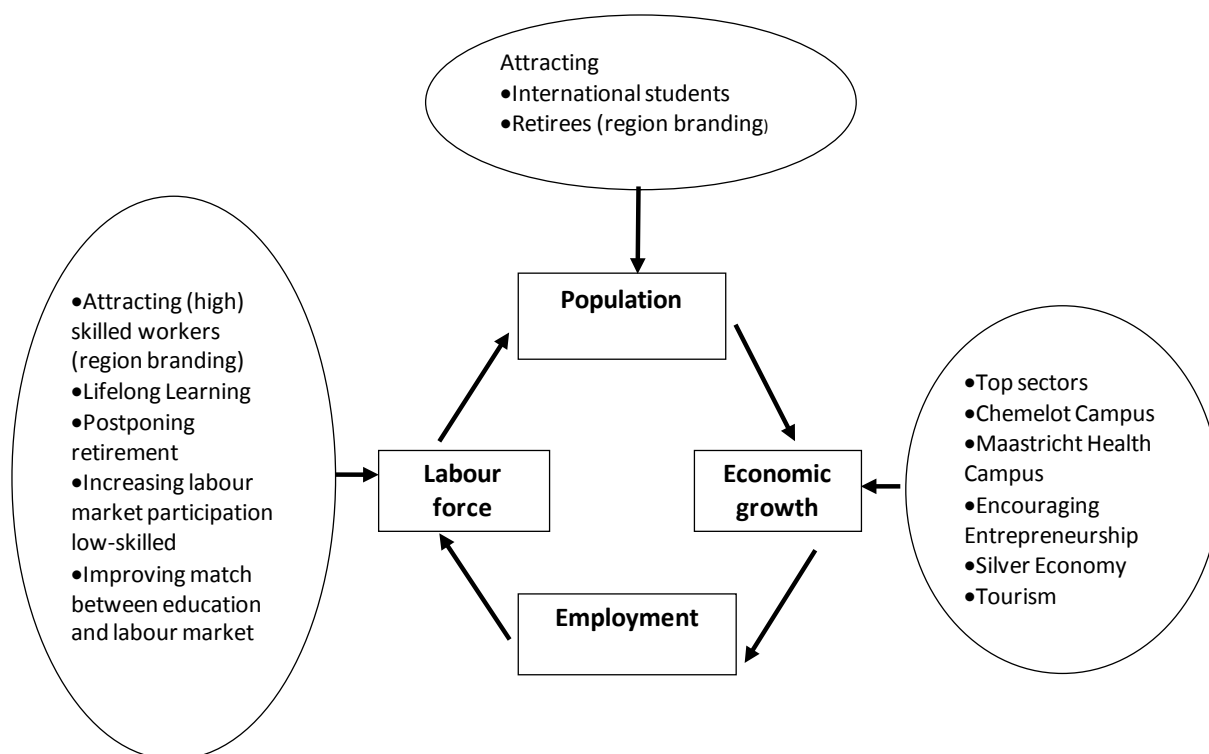 Attracting
•International students
•Retirees (region branding)
Population
•Attracting (high)
skilled workers
(region branding)
•Lifelong Learning
•Postponing
retirement
•Increasing labour
market participation
low-skilled
•Improving match
between education
and labour market
Labour
force
Economic
growth
•Top sectors
•Chemelot Campus
•Maastricht Health
Campus
•Encouraging
Entrepreneurship
•Silver Economy
•Tourism
Employment